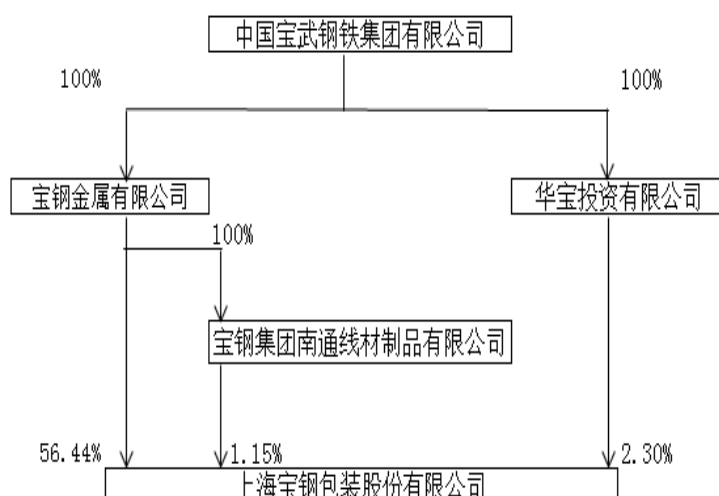 中国宝武钢铁集团有限公司
100%
100%
宝钢金属有限公司
华宝投资有限公司
100%
宝钢集团南通线材制品有限公司
56.44%
1.15%
2.30%
上海宝钢包装股份有限公司